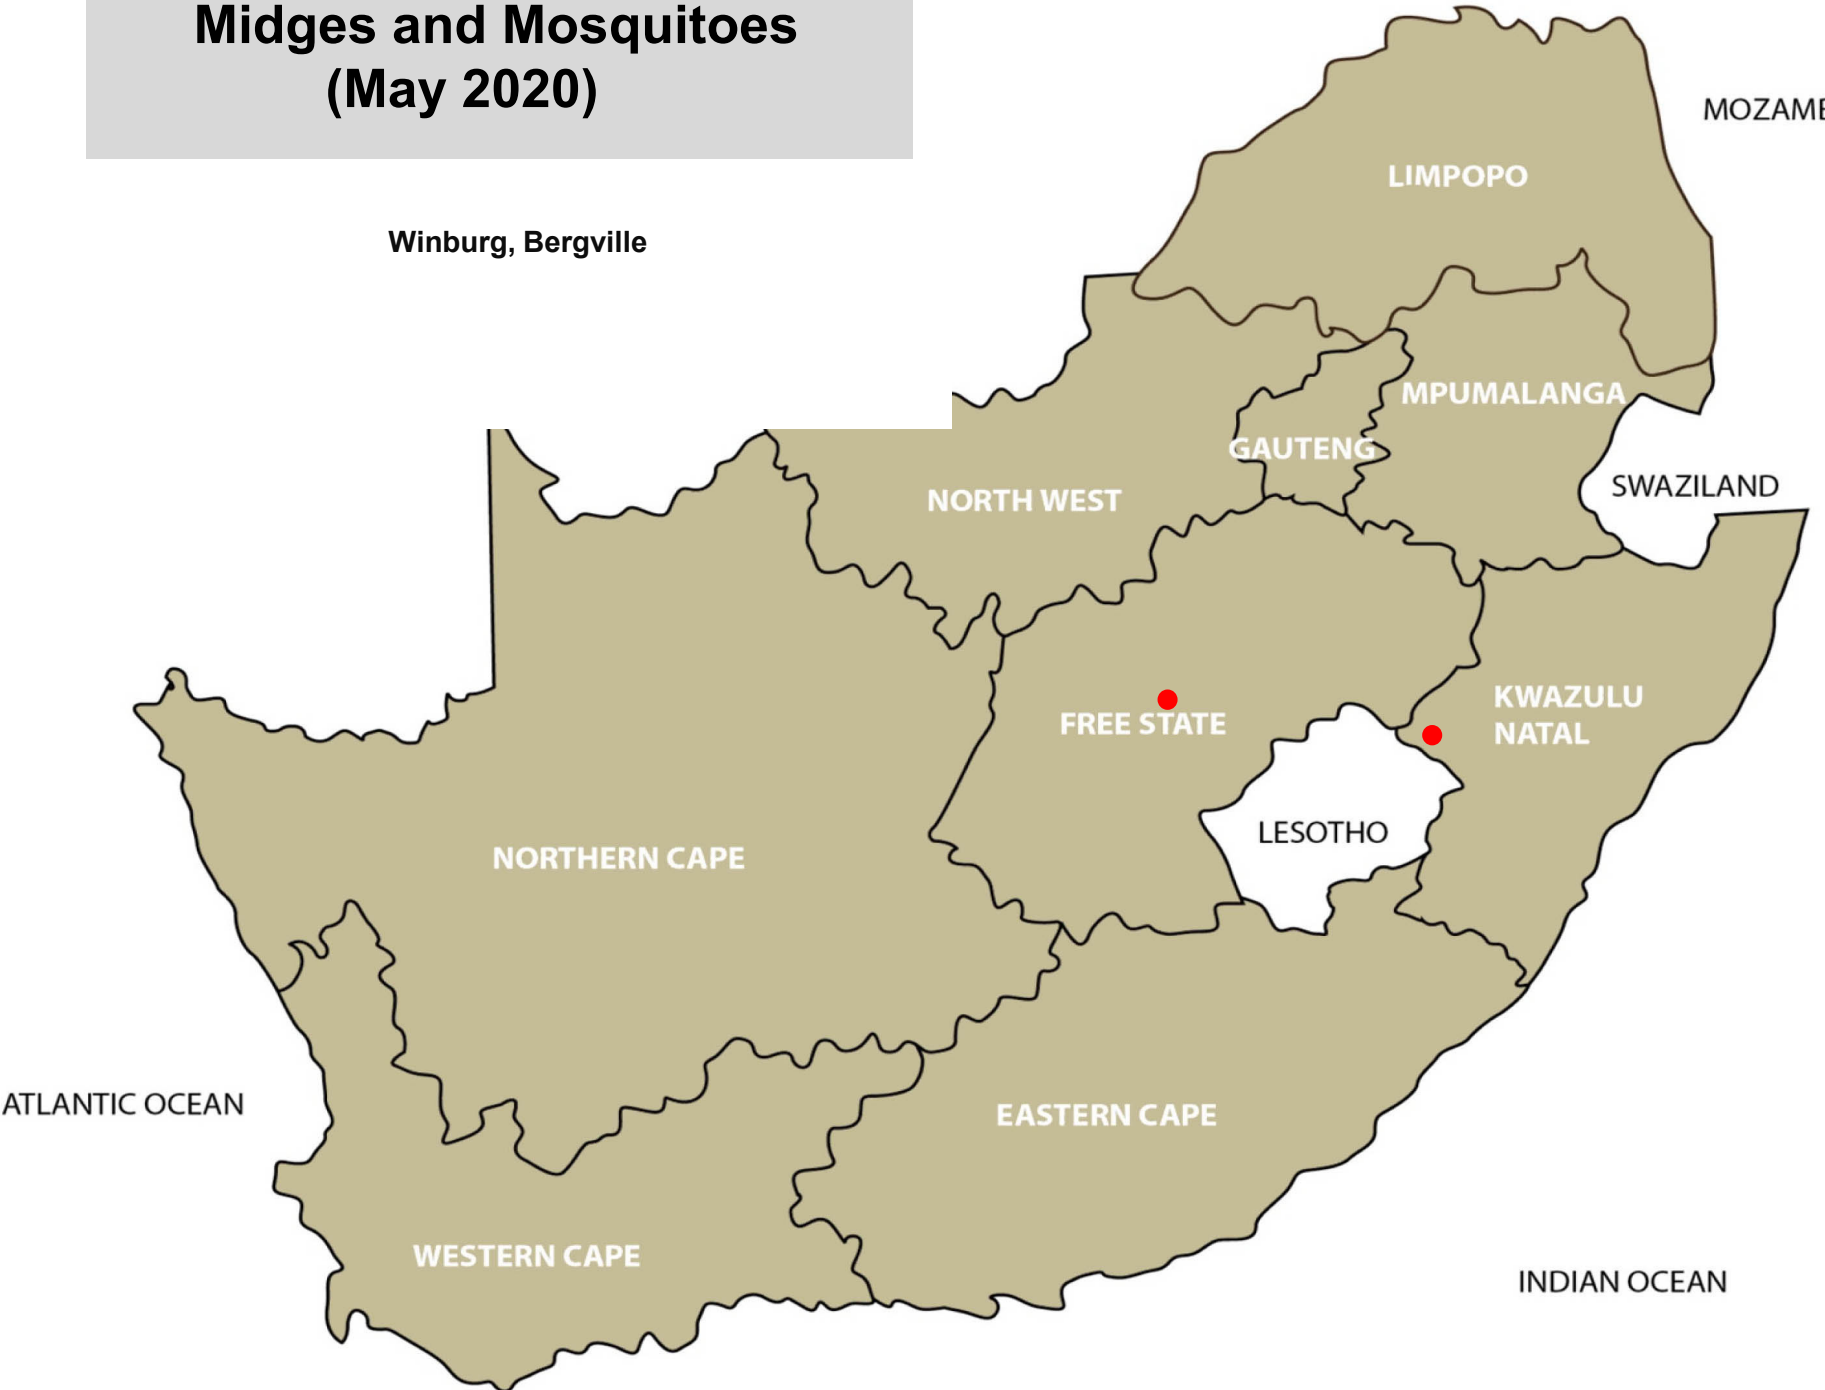 Midges and Mosquitoes
(May 2020)
Winburg, Bergville
MOZAMB
LIMPOPO
MPUMALANGA
GAUTENG
SWAZILAND
NORTH WEST
KWAZULU
NATAL
FREE STATE
LESOTHO
NORTHERN CAPE
ATLANTIC OCEAN
EASTERN CAPE
WESTERN CAPE
INDIAN OCEAN